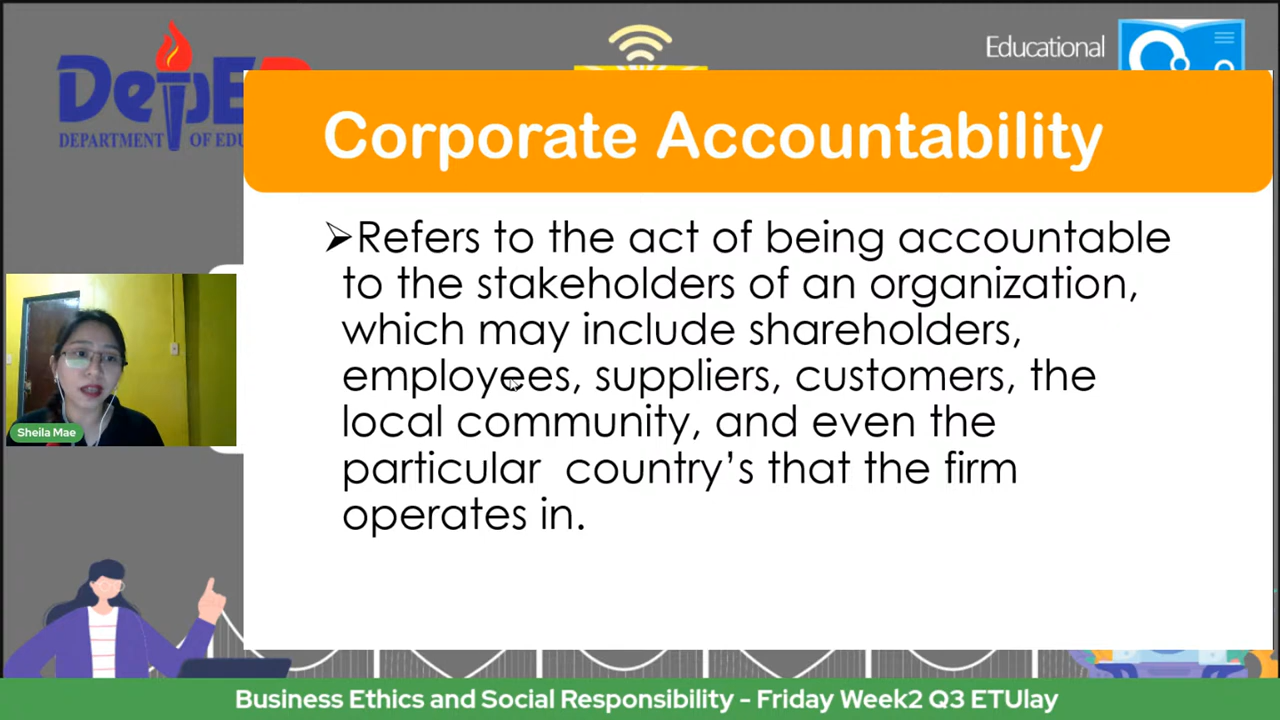 DepED
DEPARTMENT OF EDU
Educational
Corporate Accountability
➢Refers to the act of being accountable
to the stakeholders of an organization,
which may include shareholders,
employees, suppliers, customers, the
local community, and even the
particular country’s that the firm
operates in.
Sheila Mae
Business Ethics and Social Responsibility - Friday Week2 Q3 ETUlay